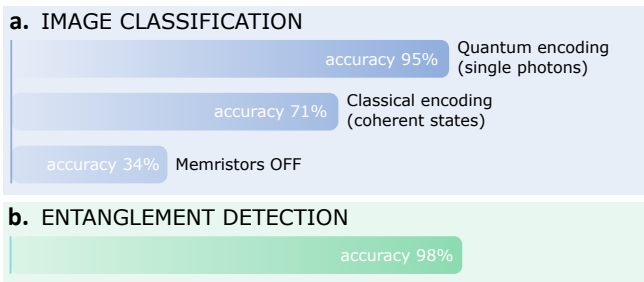 a. IMAGE CLASSIFICATION
accuracy 95%
Quantum encoding
(single photons)
accuracy 71%
Classical encoding
(coherent states)
accuracy 34%
Memristors OFF
b. ENTANGLEMENT DETECTION
accuracy 98%